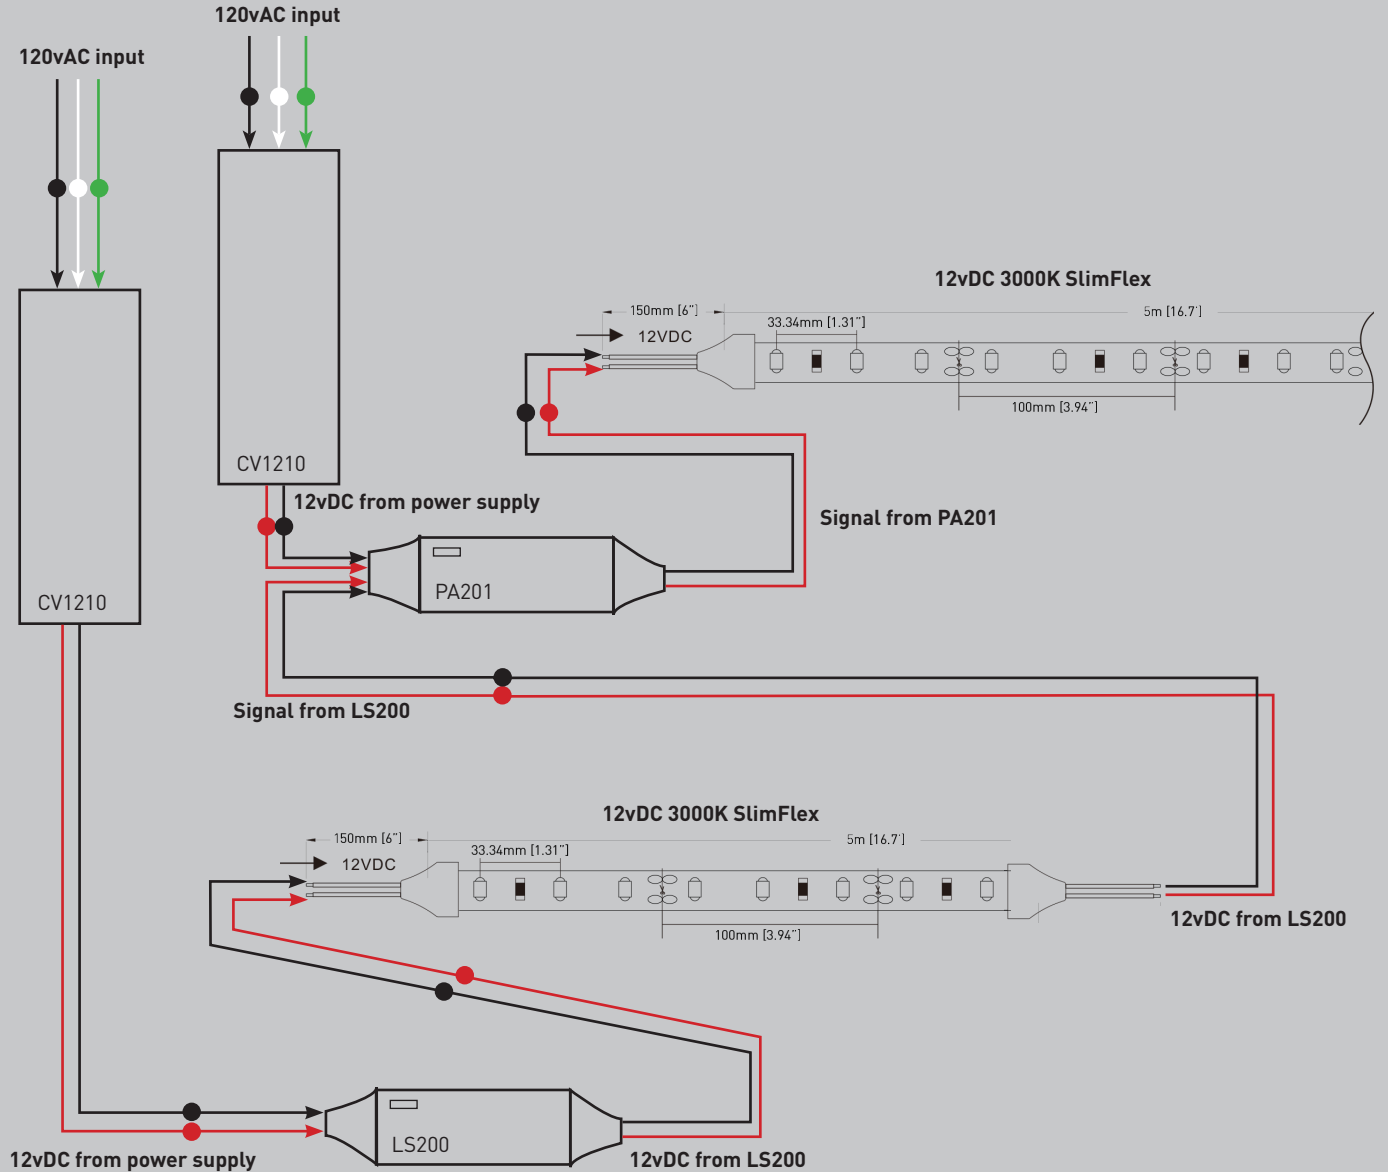 120vAC input
120vAC input
12vDC 3000K SlimFlex
150mm [6"]
5m [16.7']
33.34mm [1.31"]
12VDC
100mm [3.94"]
CV1210
12vDC from power supply
Signal from PA201
PA201
CV1210
Signal from LS200
12vDC 3000K SlimFlex
150mm [6"]
5m [16.7']
33.34mm [1.31"]
12VDC
12vDC from LS200
100mm [3.94"]
LS200
12vDC from power supply
12vDC from LS200